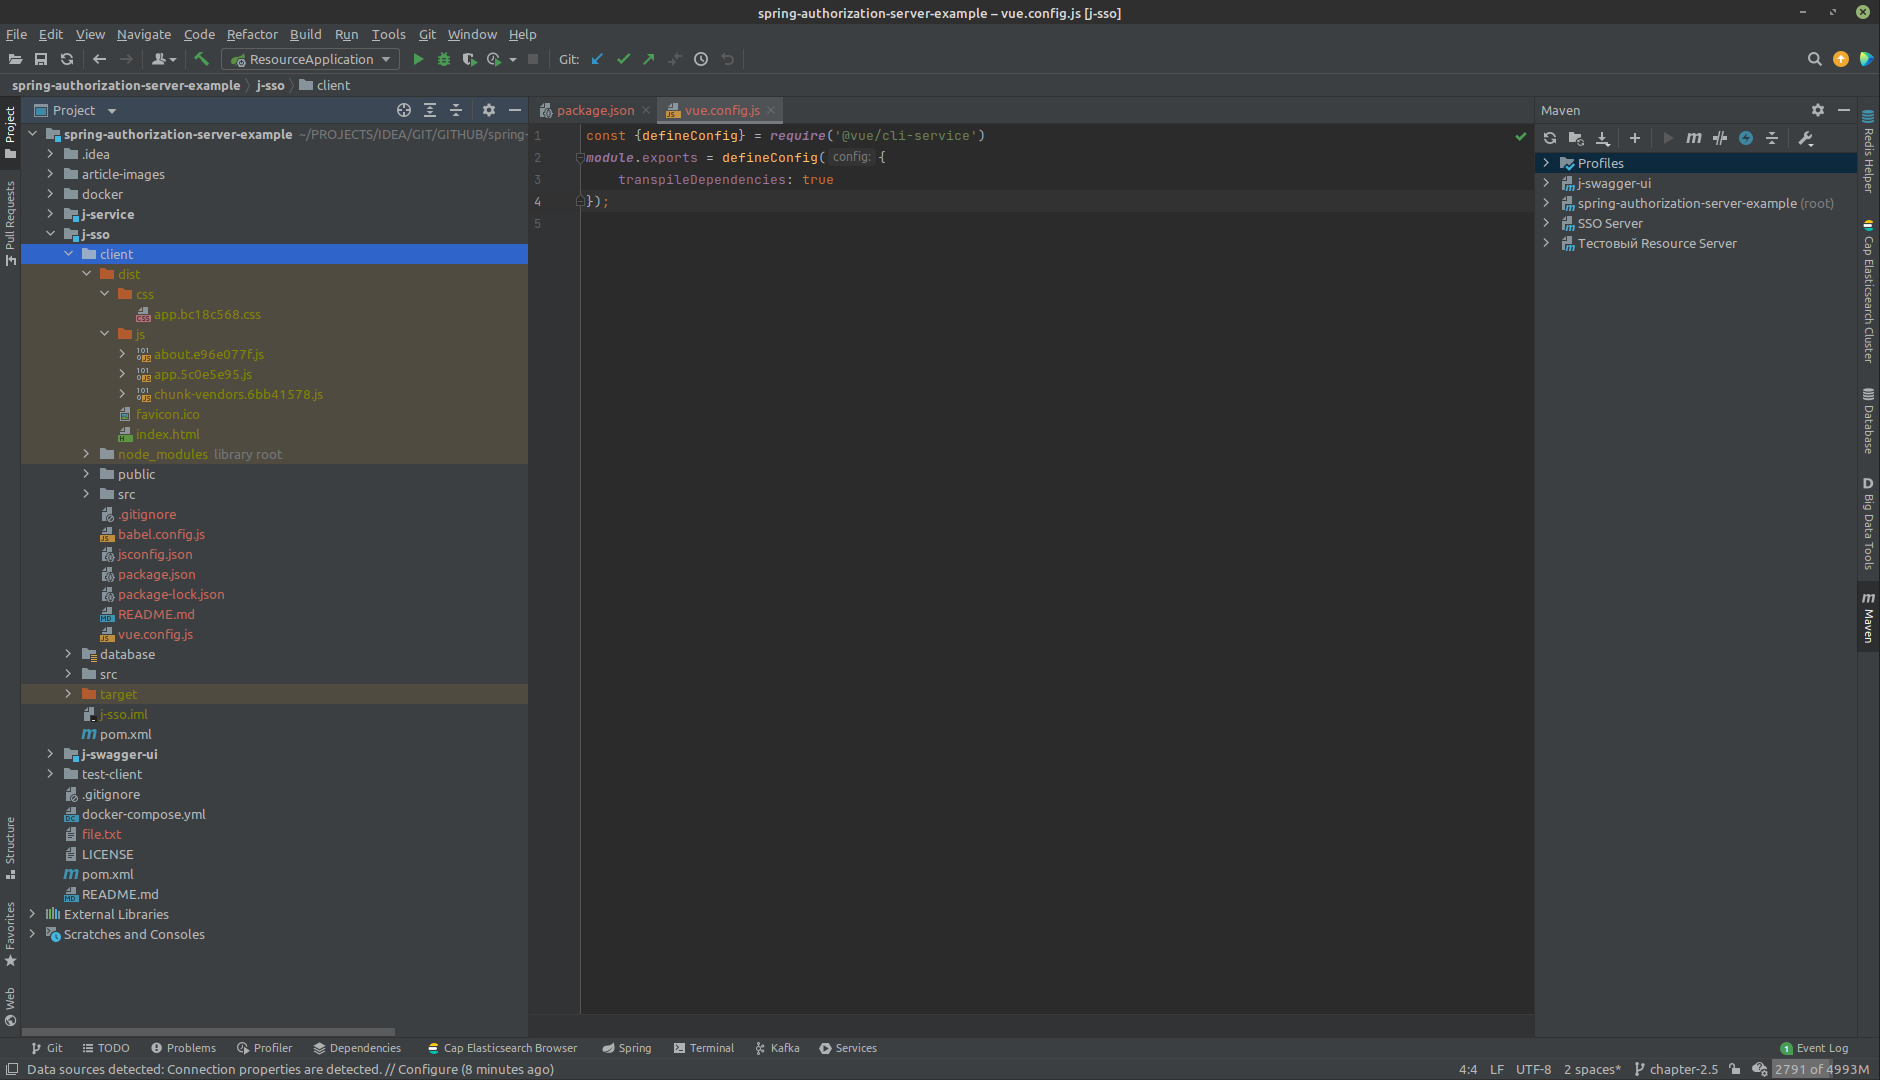 spring-authorization-server-example – vue.config.js [j-sso]
File Edit View Navigate Code Refactor Build Run Tools Git Window Help
ResourceApplication Git:
spring-authorization-server-example j-sso client
Project
Pull Requests
Structure
Favorites
Web
Project
spring-authorization-server-example ~/PROJECTS/IDEA/GIT/GITHUB/spring-
.idea
article-images
docker
j-service
j-sso
client
dist
css
app.bc18c568.css
js
about.e96e077f.js
app.5c0e5e95.js
chunk-vendors.6bb41578.js
favicon.ico
index.html
node_modules library root
public
src
.gitignore
babel.config.js
jsconfig.json
package.json
package-lock.json
README.md
vue.config.js
database
src
target
j-sso.iml
pom.xml
j-swagger-ui
test-client
.gitignore
docker-compose.yml
file.txt
LICENSE
pom.xml
README.md
External Libraries
Scratches and Consoles
package.json vue.config.js
1 const {defineConfig} = require('@vue/cli-service')
2 module.exports = defineConfig( config: {
3 transpileDependencies: true
4 });
5
Maven
Profiles
j-swagger-ui
spring-authorization-server-example (root)
SSO Server
Тестовый Resource Server
Redis Helper
Cap Elasticsearch Cluster
Database
Big Data Tools
Maven
Git TODO Problems Profiler Dependencies Cap Elasticsearch Browser Spring Terminal Kafka Services 1 Event Log
Data sources detected: Connection properties are detected. // Configure (8 minutes ago) 4:4 LF UTF-8 2 spaces* chapter-2.5 2791 of 4993M